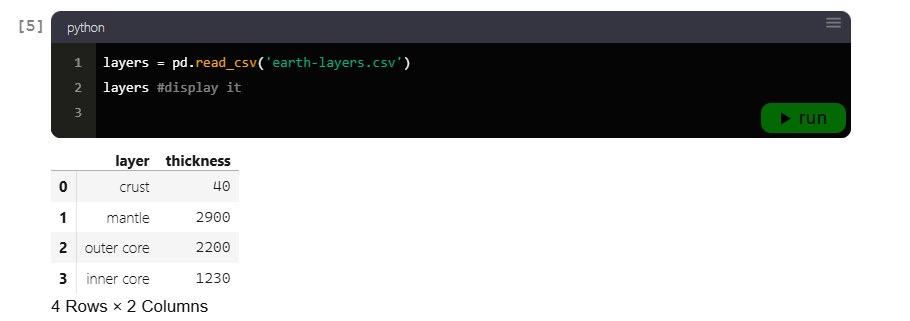 [5]
python
1 layers = pd.read_csv('earth-layers.csv')
2 layers #display it
3
run
layer thickness
0 crust 40
1 mantle 2900
2 outer core 2200
3 inner core 1230
4 Rows × 2 Columns